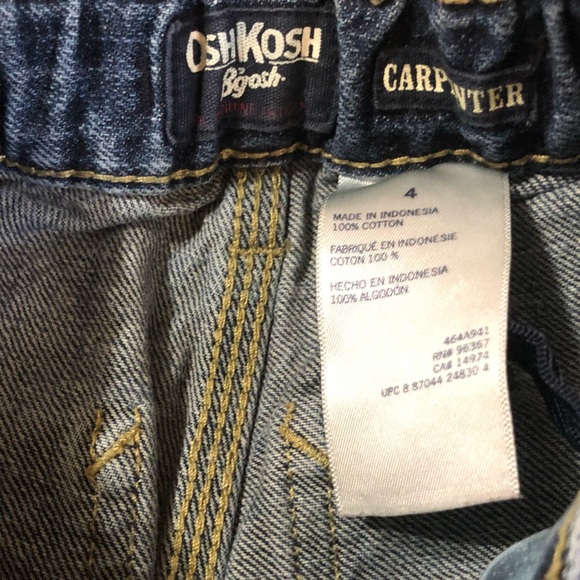 OSHKOSH
B'gosh
CARPENTER
4
MADE IN INDONESIA
100% COTTON
FABRIQUÉ EN INDONESIE
COTON 100 %
HECHO EN INDONESIA
100% ALGODÓN
464A941
RN# 96367
CA# 14974
UPC 8 87044 24830 4